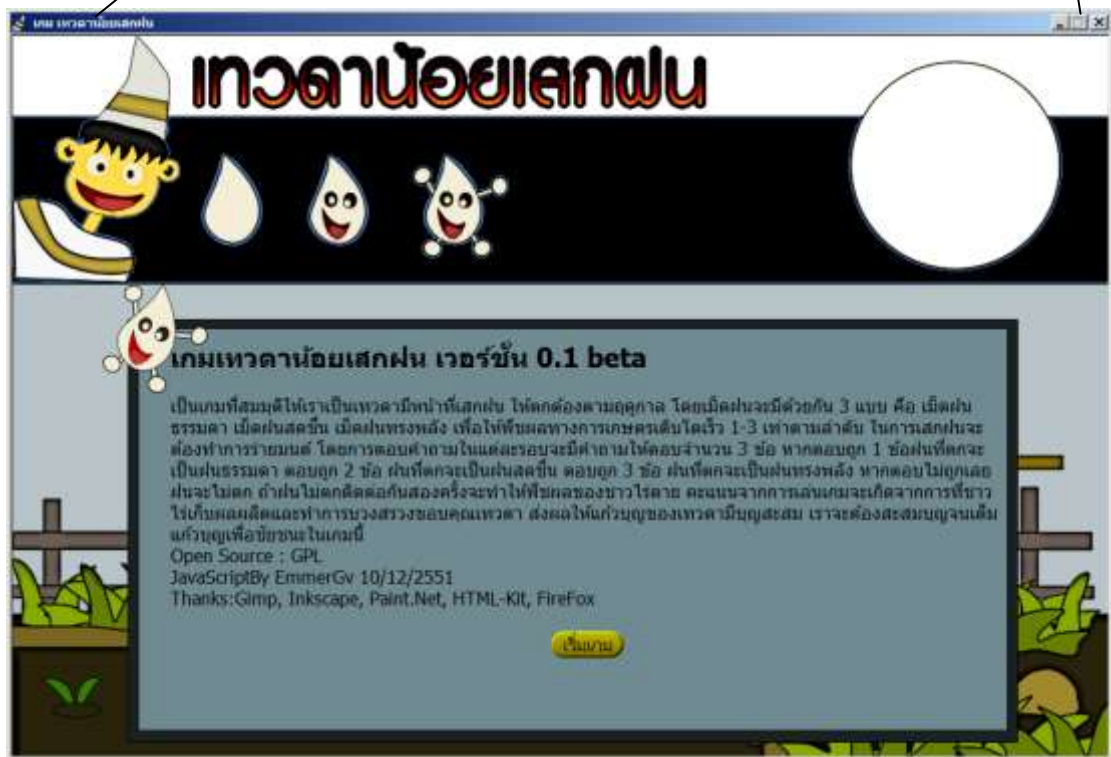 เกม เทวดาน้อยเสกฝน
เทวดาน้อยเสกฝน
เกมเทวดาน้อยเสกฝน เวอร์ชั่น 0.1 beta
เป็นเกมที่สมมุติให้เราเป็นเทวดามีหน้าที่เสกฝน ให้ตกต้องตามฤดูกาล โดยเม็ดฝนจะมีด้วยกัน 3 แบบ คือ เม็ดฝน
ธรรมดา เม็ดฝนสดชื่น เม็ดฝนทรงพลัง เพื่อให้พืชผลทางการเกษตรเติบโตเร็ว 1-3 เท่าตามลำดับ ในการเสกฝนจะ
ต้องทำการร่ายมนต์ โดยการตอบคำถามในแต่ละรอบจะมีคำถามให้ตอบจำนวน 3 ข้อ หากตอบถูก 1 ข้อฝนที่ตกจะ
เป็นฝนธรรมดา ตอบถูก 2 ข้อ ฝนที่ตกจะเป็นฝนสดชื่น ตอบถูก 3 ข้อ ฝนที่ตกจะเป็นฝนทรงพลัง หากตอบไม่ถูกเลย
ฝนจะไม่ตก ถ้าฝนไม่ตกติดต่อกันสองครั้งจะทำให้พืชผลของชาวไร่ตาย คะแนนจากการเล่นเกมจะเกิดจากการที่ชาว
ไร่เก็บผลผลิตและทำการบวงสรวงขอบคุณเทวดา ส่งผลให้แก้วบุญของเทวดามีบุญสะสม เราจะต้องสะสมบุญจนเต็ม
แก้วบุญเพื่อชัยชนะในเกมนี้
Open Source : GPL
JavaScriptBy EmmerGv 10/12/2551
Thanks:Gimp, Inkscape, Paint.Net, HTML-Kit, FireFox
เริ่มเกม